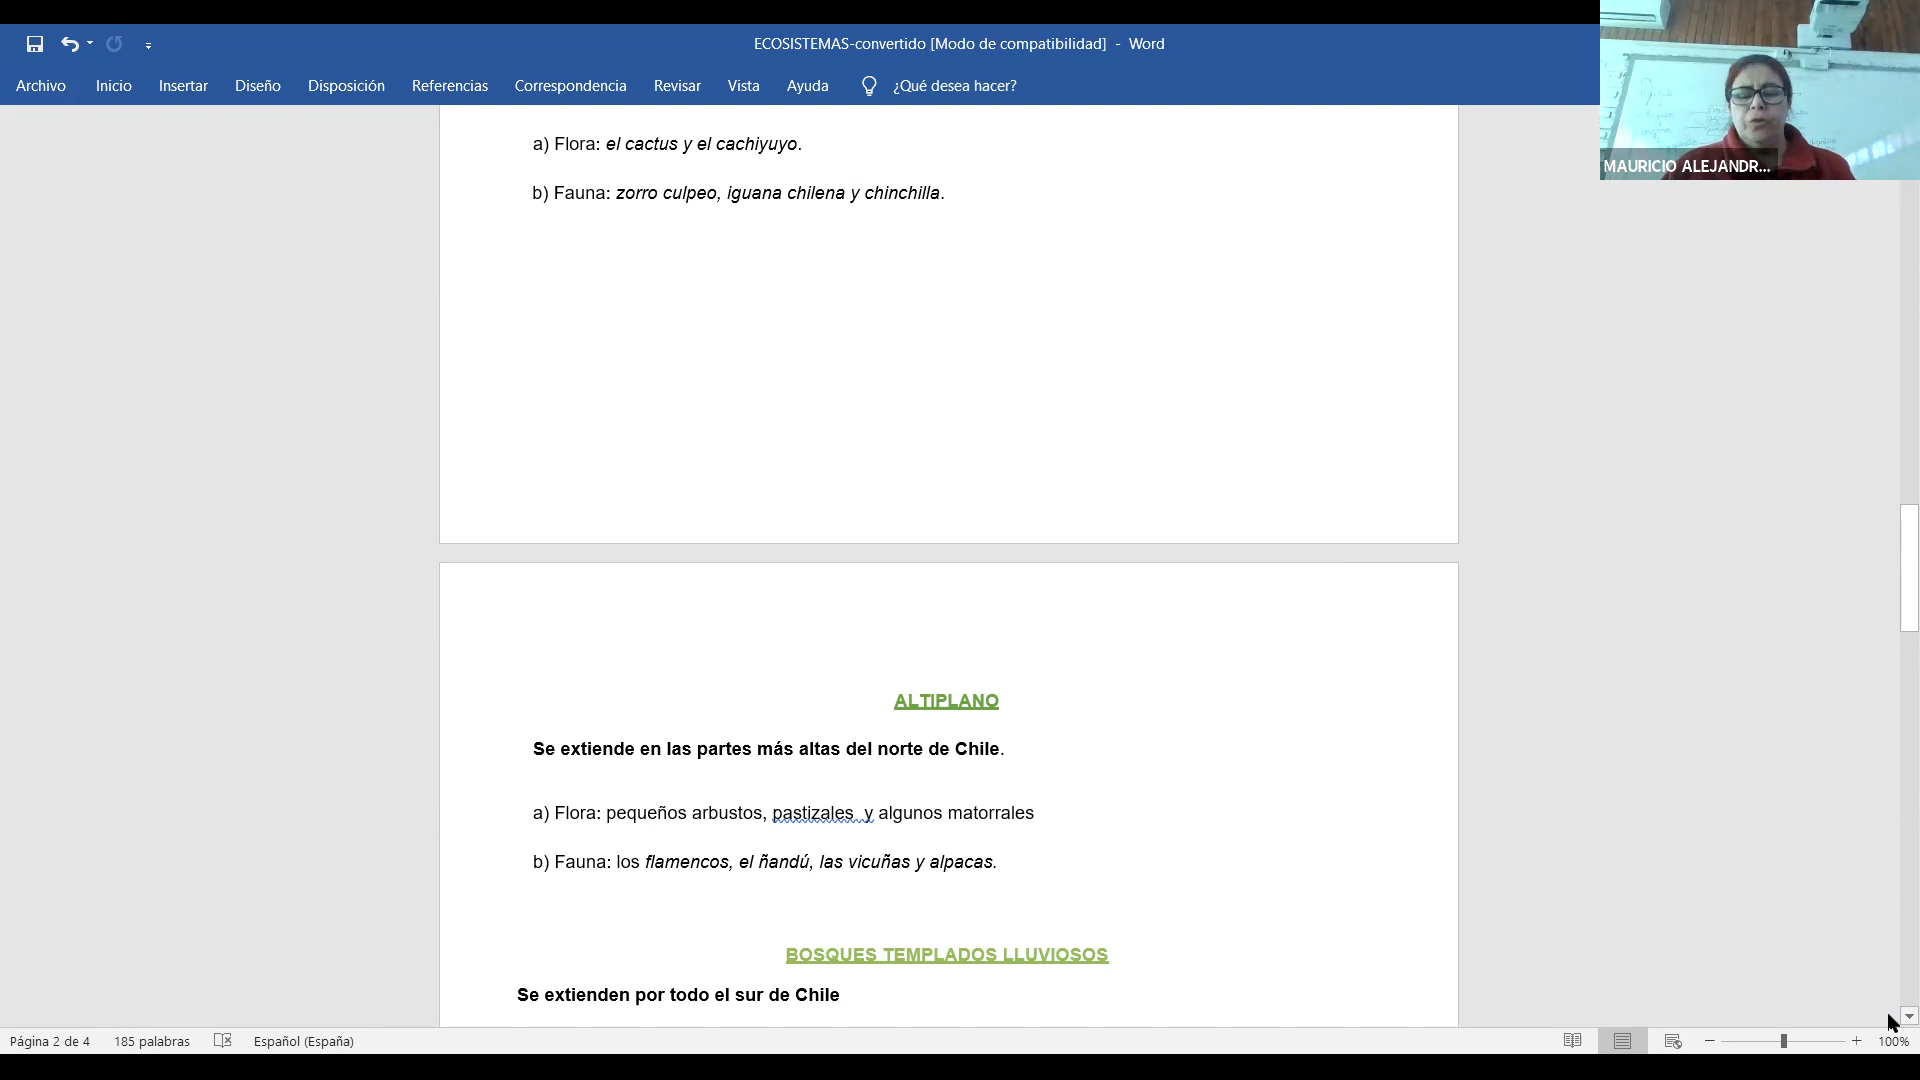 ECOSISTEMAS-convertido [Modo de compatibilidad] - Word
Archivo Inicio Insertar Diseño Disposición Referencias Correspondencia Revisar Vista Ayuda ¿Qué desea hacer?
MAURICIO ALEJANDR...
a) Flora: el cactus y el cachiyuyo.
b) Fauna: zorro culpeo, iguana chilena y chinchilla.
ALTIPLANO
Se extiende en las partes más altas del norte de Chile.
a) Flora: pequeños arbustos, pastizales y algunos matorrales
b) Fauna: los flamencos, el ñandú, las vicuñas y alpacas.
BOSQUES TEMPLADOS LLUVIOSOS
Se extienden por todo el sur de Chile
Página 2 de 4 185 palabras Español (España) 100%